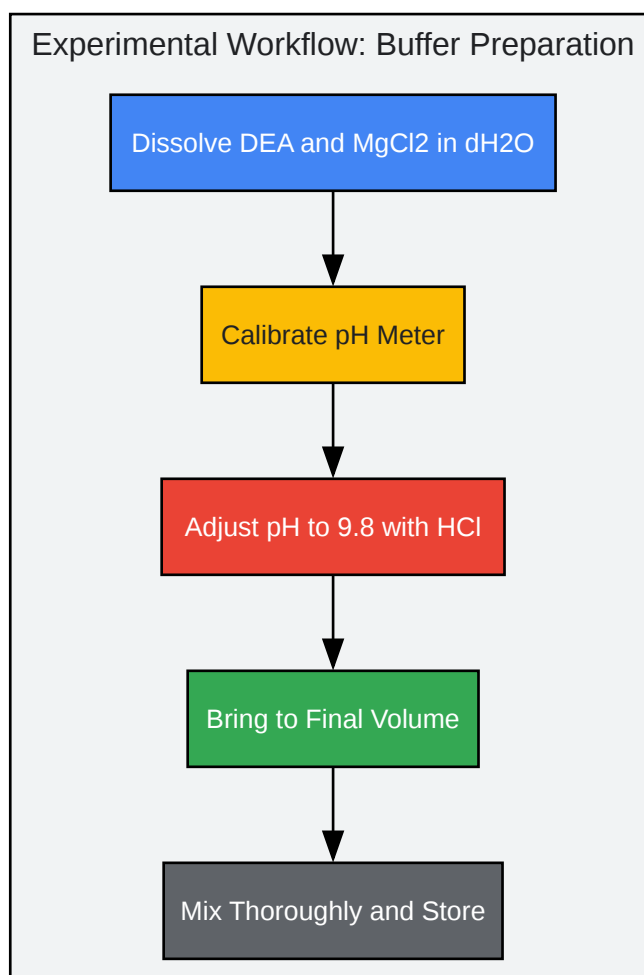 Experimental Workflow: Buffer Preparation
Dissolve DEA and MgCl2 in dH2O
Calibrate pH Meter
Adjust pH to 9.8 with HCl
Bring to Final Volume
Mix Thoroughly and Store